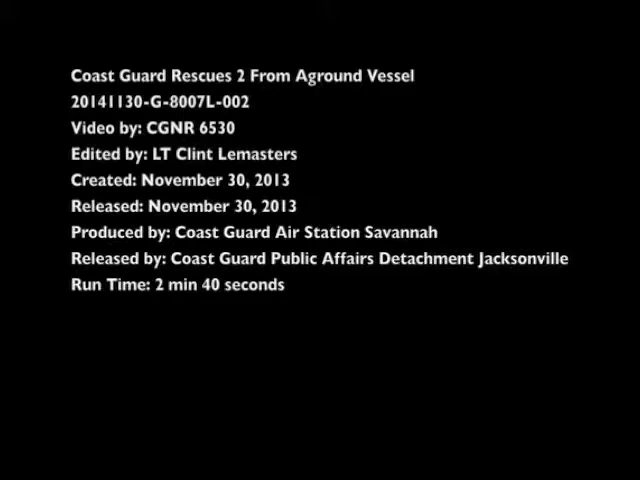 Coast Guard Rescues 2 From Aground Vessel
20141130-G-8007L-002
Video by: CGNR 6530
Edited by: LT Clint Lemasters
Created: November 30, 2013
Released: November 30, 2013
Produced by: Coast Guard Air Station Savannah
Released by: Coast Guard Public Affairs Detachment Jacksonville
Run Time: 2 min 40 seconds